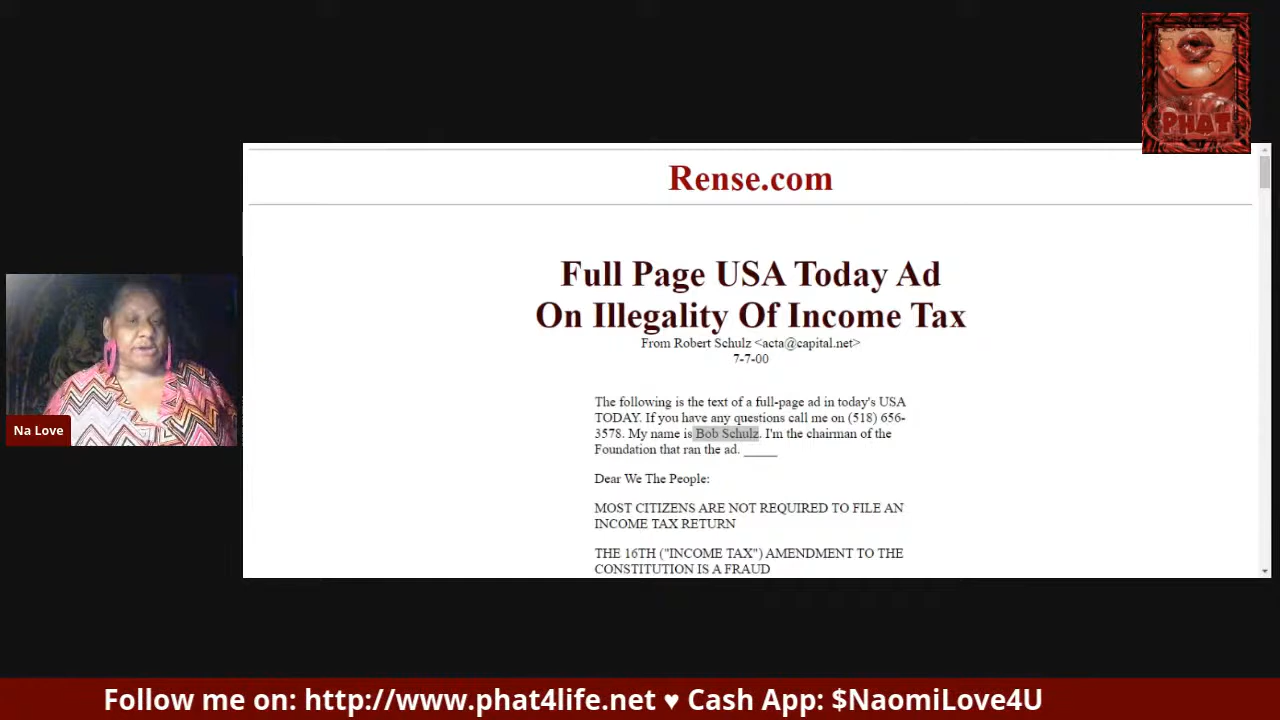 PHAT
Rense.com
Full Page USA Today Ad
On Illegality Of Income Tax
From Robert Schulz <acta@capital.net>
7-7-00
The following is the text of a full-page ad in today's USA
TODAY. If you have any questions call me on (518) 656-
3578. My name is Bob Schulz. I'm the chairman of the
Foundation that ran the ad. _____
Dear We The People:
MOST CITIZENS ARE NOT REQUIRED TO FILE AN
INCOME TAX RETURN
THE 16TH ("INCOME TAX") AMENDMENT TO THE
CONSTITUTION IS A FRAUD
Na Love
Follow me on: http://www.phat4life.net ♥ Cash App: $NaomiLove4U